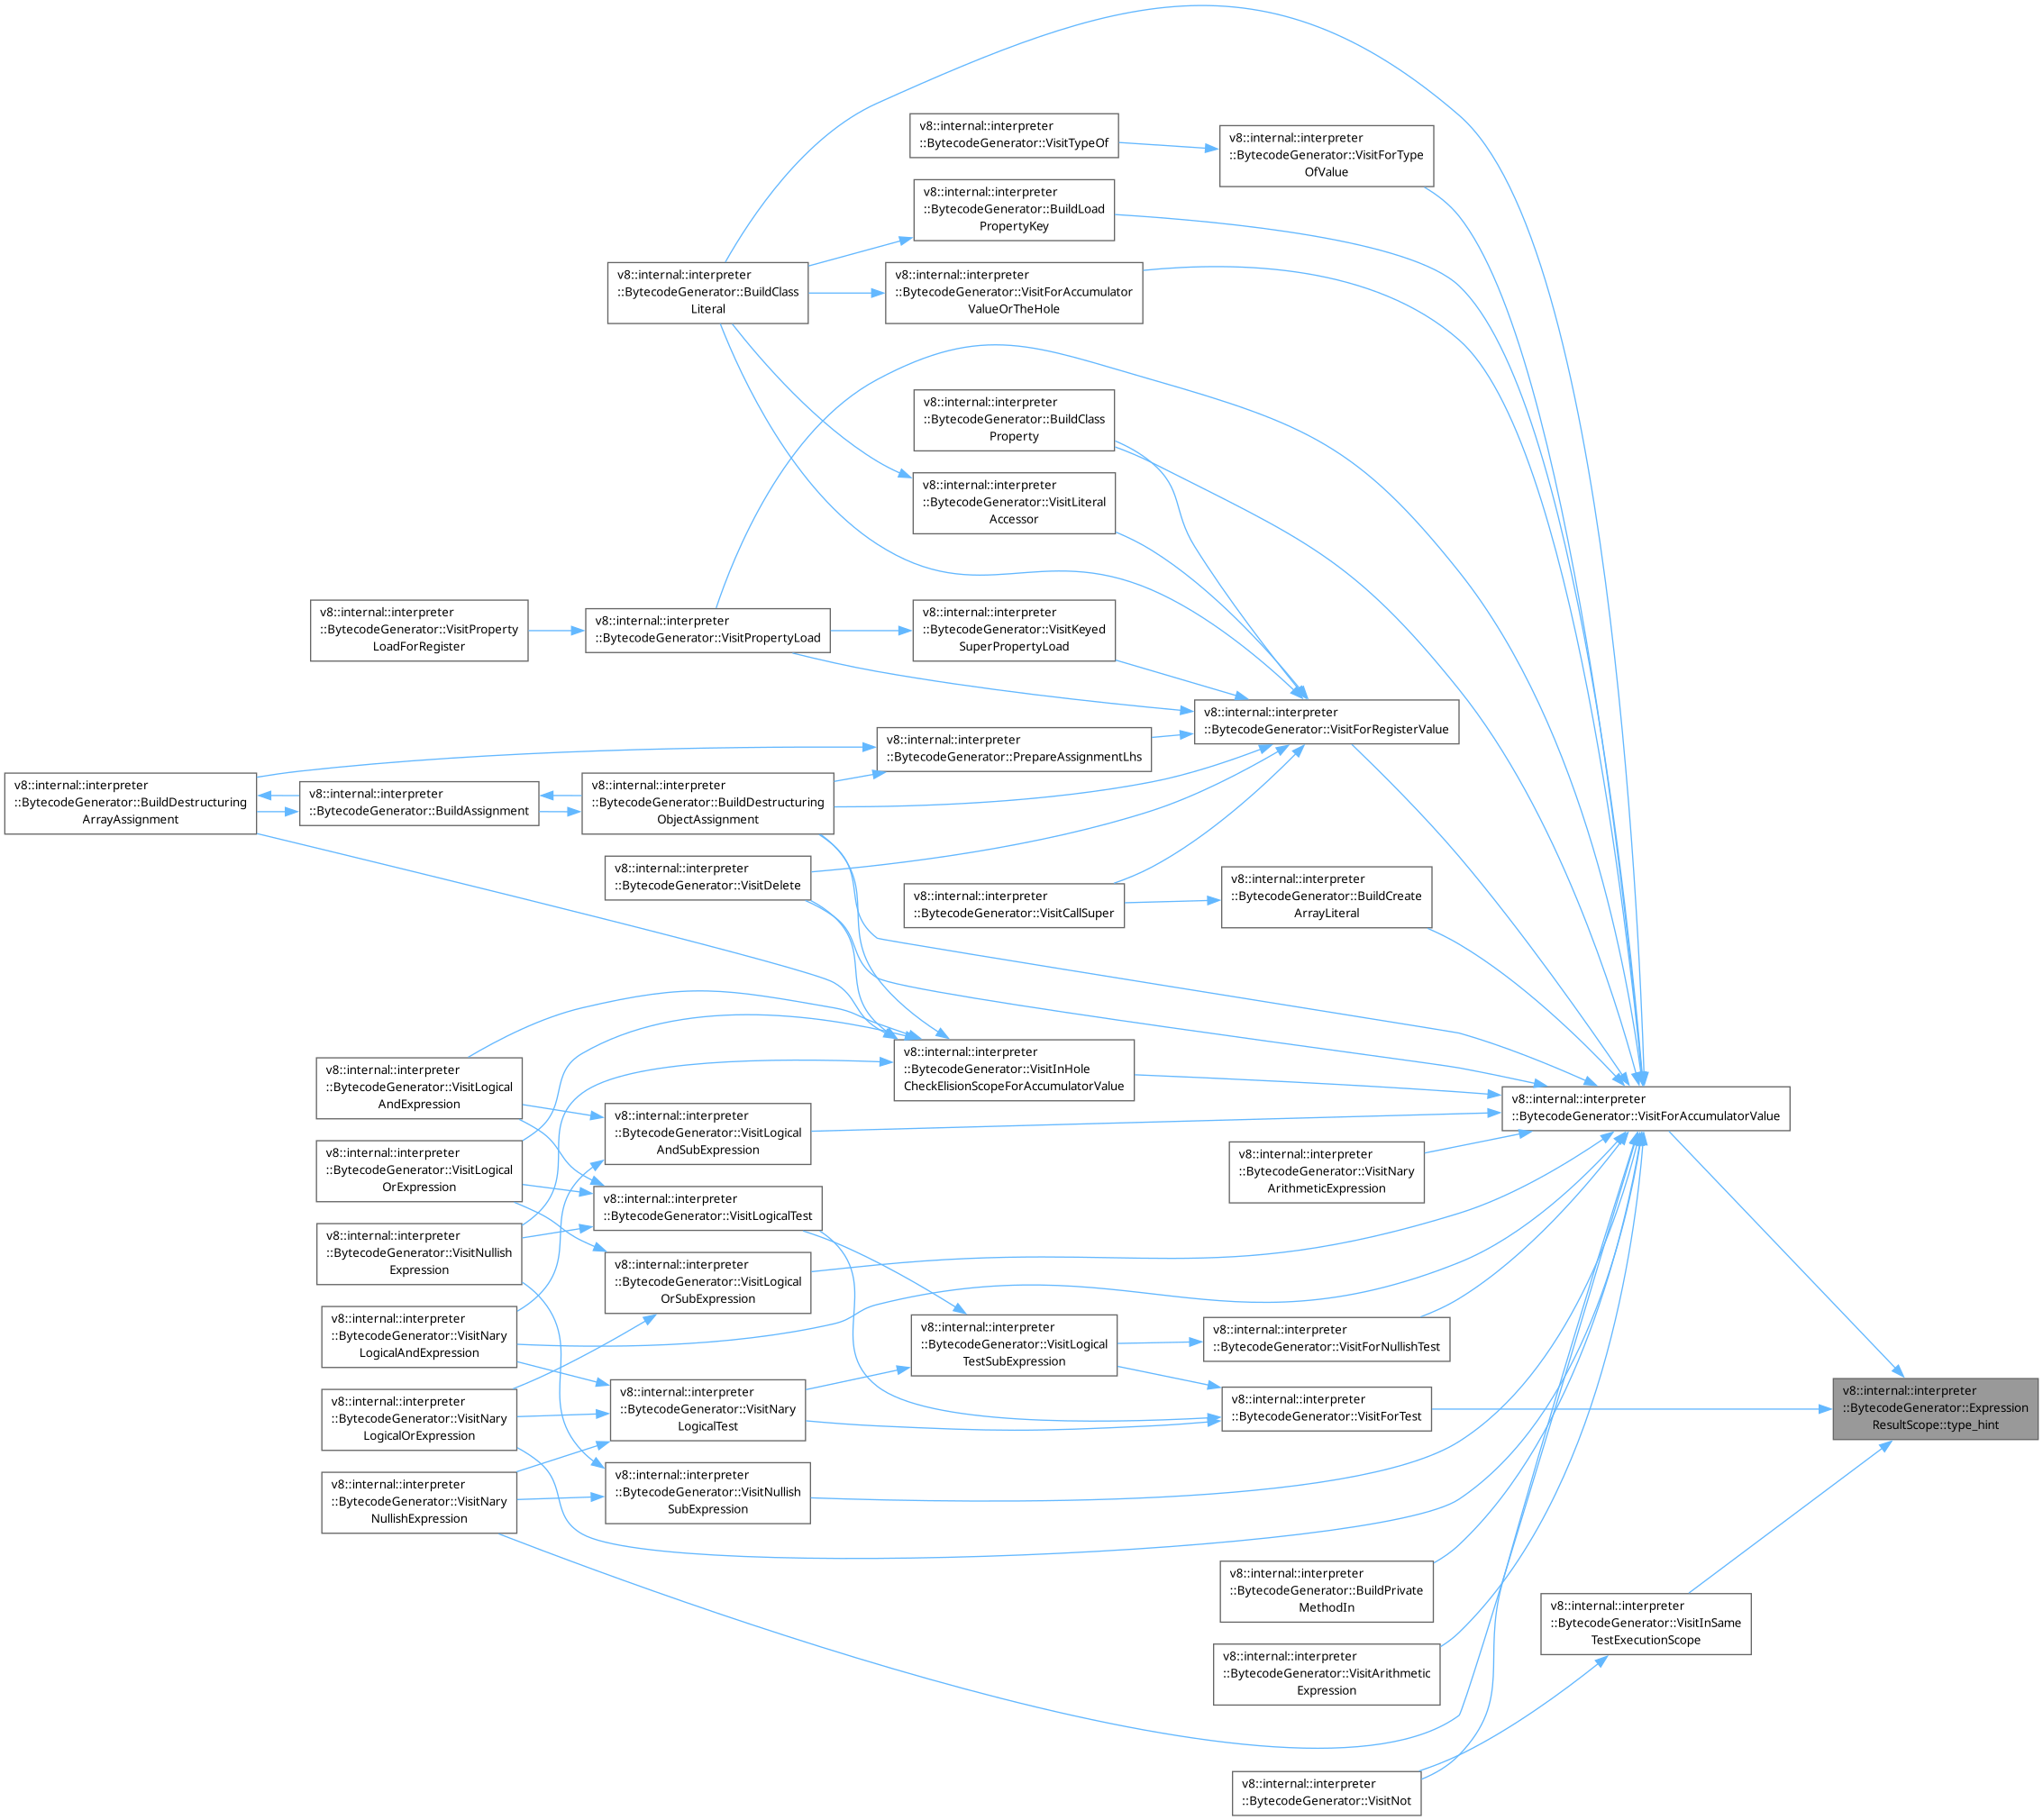 v8::internal::interpreter
::BytecodeGenerator::VisitTypeOf
v8::internal::interpreter
::BytecodeGenerator::VisitForType
OfValue
v8::internal::interpreter
::BytecodeGenerator::BuildLoad
PropertyKey
v8::internal::interpreter
::BytecodeGenerator::BuildClass
Literal
v8::internal::interpreter
::BytecodeGenerator::VisitForAccumulator
ValueOrTheHole
v8::internal::interpreter
::BytecodeGenerator::BuildClass
Property
v8::internal::interpreter
::BytecodeGenerator::VisitLiteral
Accessor
v8::internal::interpreter
::BytecodeGenerator::VisitProperty
LoadForRegister
v8::internal::interpreter
::BytecodeGenerator::VisitPropertyLoad
v8::internal::interpreter
::BytecodeGenerator::VisitKeyed
SuperPropertyLoad
v8::internal::interpreter
::BytecodeGenerator::VisitForRegisterValue
v8::internal::interpreter
::BytecodeGenerator::PrepareAssignmentLhs
v8::internal::interpreter
::BytecodeGenerator::BuildDestructuring
ArrayAssignment
v8::internal::interpreter
::BytecodeGenerator::BuildAssignment
v8::internal::interpreter
::BytecodeGenerator::BuildDestructuring
ObjectAssignment
v8::internal::interpreter
::BytecodeGenerator::VisitDelete
v8::internal::interpreter
::BytecodeGenerator::VisitCallSuper
v8::internal::interpreter
::BytecodeGenerator::BuildCreate
ArrayLiteral
v8::internal::interpreter
::BytecodeGenerator::VisitInHole
CheckElisionScopeForAccumulatorValue
v8::internal::interpreter
::BytecodeGenerator::VisitLogical
AndExpression
v8::internal::interpreter
::BytecodeGenerator::VisitForAccumulatorValue
v8::internal::interpreter
::BytecodeGenerator::VisitLogical
AndSubExpression
v8::internal::interpreter
::BytecodeGenerator::VisitNary
ArithmeticExpression
v8::internal::interpreter
::BytecodeGenerator::VisitLogical
OrExpression
v8::internal::interpreter
::BytecodeGenerator::VisitLogicalTest
v8::internal::interpreter
::BytecodeGenerator::VisitNullish
Expression
v8::internal::interpreter
::BytecodeGenerator::VisitLogical
OrSubExpression
v8::internal::interpreter
::BytecodeGenerator::VisitNary
LogicalAndExpression
v8::internal::interpreter
::BytecodeGenerator::VisitLogical
TestSubExpression
v8::internal::interpreter
::BytecodeGenerator::VisitForNullishTest
v8::internal::interpreter
::BytecodeGenerator::VisitNary
LogicalOrExpression
v8::internal::interpreter
::BytecodeGenerator::VisitNary
LogicalTest
v8::internal::interpreter
::BytecodeGenerator::VisitForTest
v8::internal::interpreter
::BytecodeGenerator::Expression
ResultScope::type_hint
v8::internal::interpreter
::BytecodeGenerator::VisitNary
NullishExpression
v8::internal::interpreter
::BytecodeGenerator::VisitNullish
SubExpression
v8::internal::interpreter
::BytecodeGenerator::BuildPrivate
MethodIn
v8::internal::interpreter
::BytecodeGenerator::VisitInSame
TestExecutionScope
v8::internal::interpreter
::BytecodeGenerator::VisitArithmetic
Expression
v8::internal::interpreter
::BytecodeGenerator::VisitNot